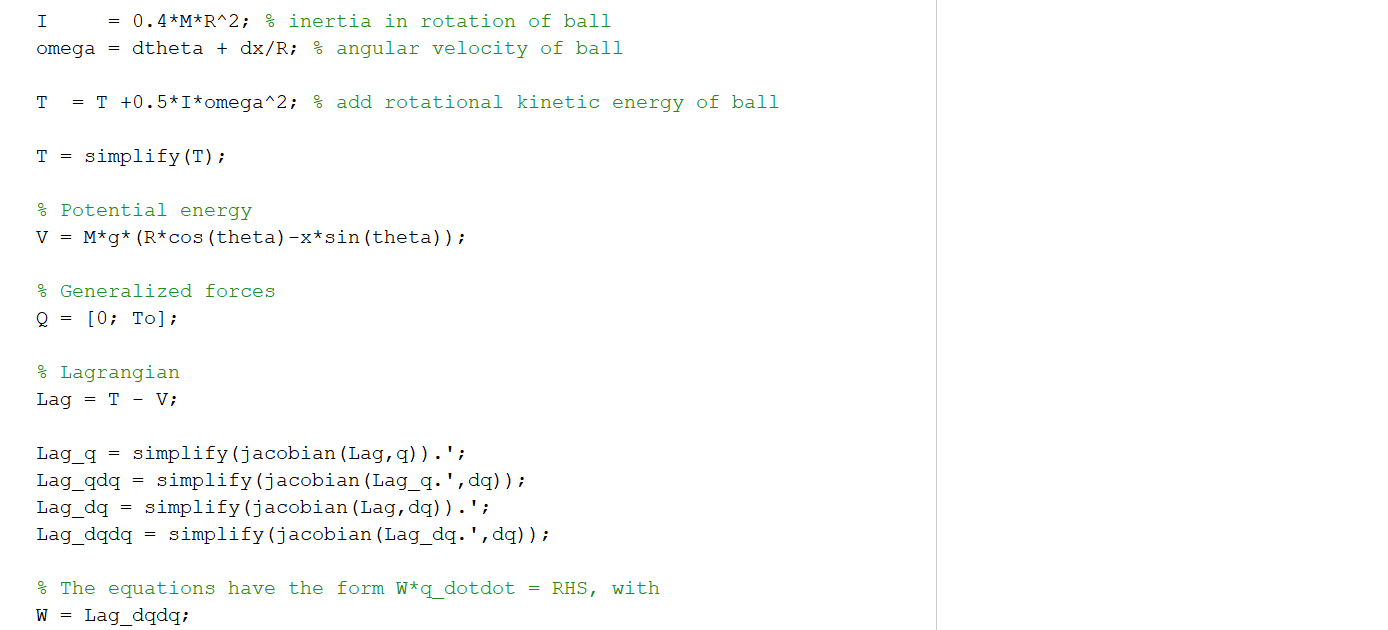 I     = 0.4*M*R^2; % inertia in rotation of ball
omega = dtheta + dx/R; % angular velocity of ball
T  = T +0.5*I*omega^2; % add rotational kinetic energy of ball
T = simplify(T);
% Potential energy
V = M*g*(R*cos(theta)-x*sin(theta));
% Generalized forces
Q = [0; To];
% Lagrangian
Lag = T - V;
Lag_q = simplify(jacobian(Lag,q)).';
Lag_qdq = simplify(jacobian(Lag_q.',dq));
Lag_dq = simplify(jacobian(Lag,dq)).';
Lag_dqdq = simplify(jacobian(Lag_dq.',dq));
% The equations have the form W*q_dotdot = RHS, with
W = Lag_dqdq;